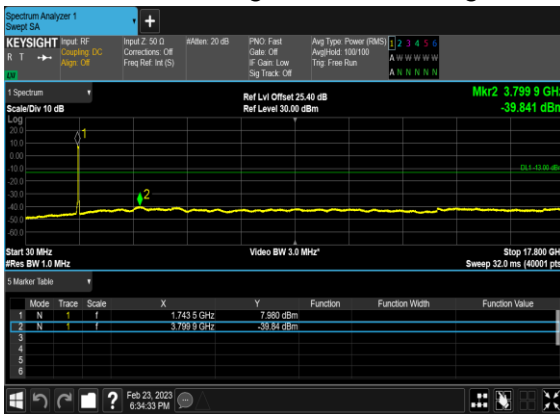 Spectrum Analyzer 1
Swept SA
KEYSIGHT Input: RF Input Z: 50 Ω #Atten: 20 dB PNO: Fast Avg Type: Power (RMS) 1 2 3 4 5 6
R T Coupling: DC Corrections: Off Gate: Off Avg|Hold: 100/100 A W W W W W
Align: Off Freq Ref: Int (S) IF Gain: Low Trig: Free Run
LV Sig Track: Off A N N N N N
1 Spectrum Ref Lvl Offset 25.40 dB Mkr2 3.799 9 GHz
Scale/Div 10 dB Ref Level 30.00 dBm -39.841 dBm
Log
20.0
10.0
0.00
-10.0 DL1 -13.00 dBm
-20.0
-30.0
-40.0
-50.0
-60.0
1
2
Start 30 MHz Video BW 3.0 MHz* Stop 17.800 GH
#Res BW 1.0 MHz Sweep 32.0 ms (40001 pts
5 Marker Table
Mode Trace Scale X Y Function Function Width Function Value
1 N 1 f 1.743 5 GHz 7.980 dBm
2 N 1 f 3.799 9 GHz -39.84 dBm
3
4
5
6
? Feb 23, 2023
6:34:33 PM